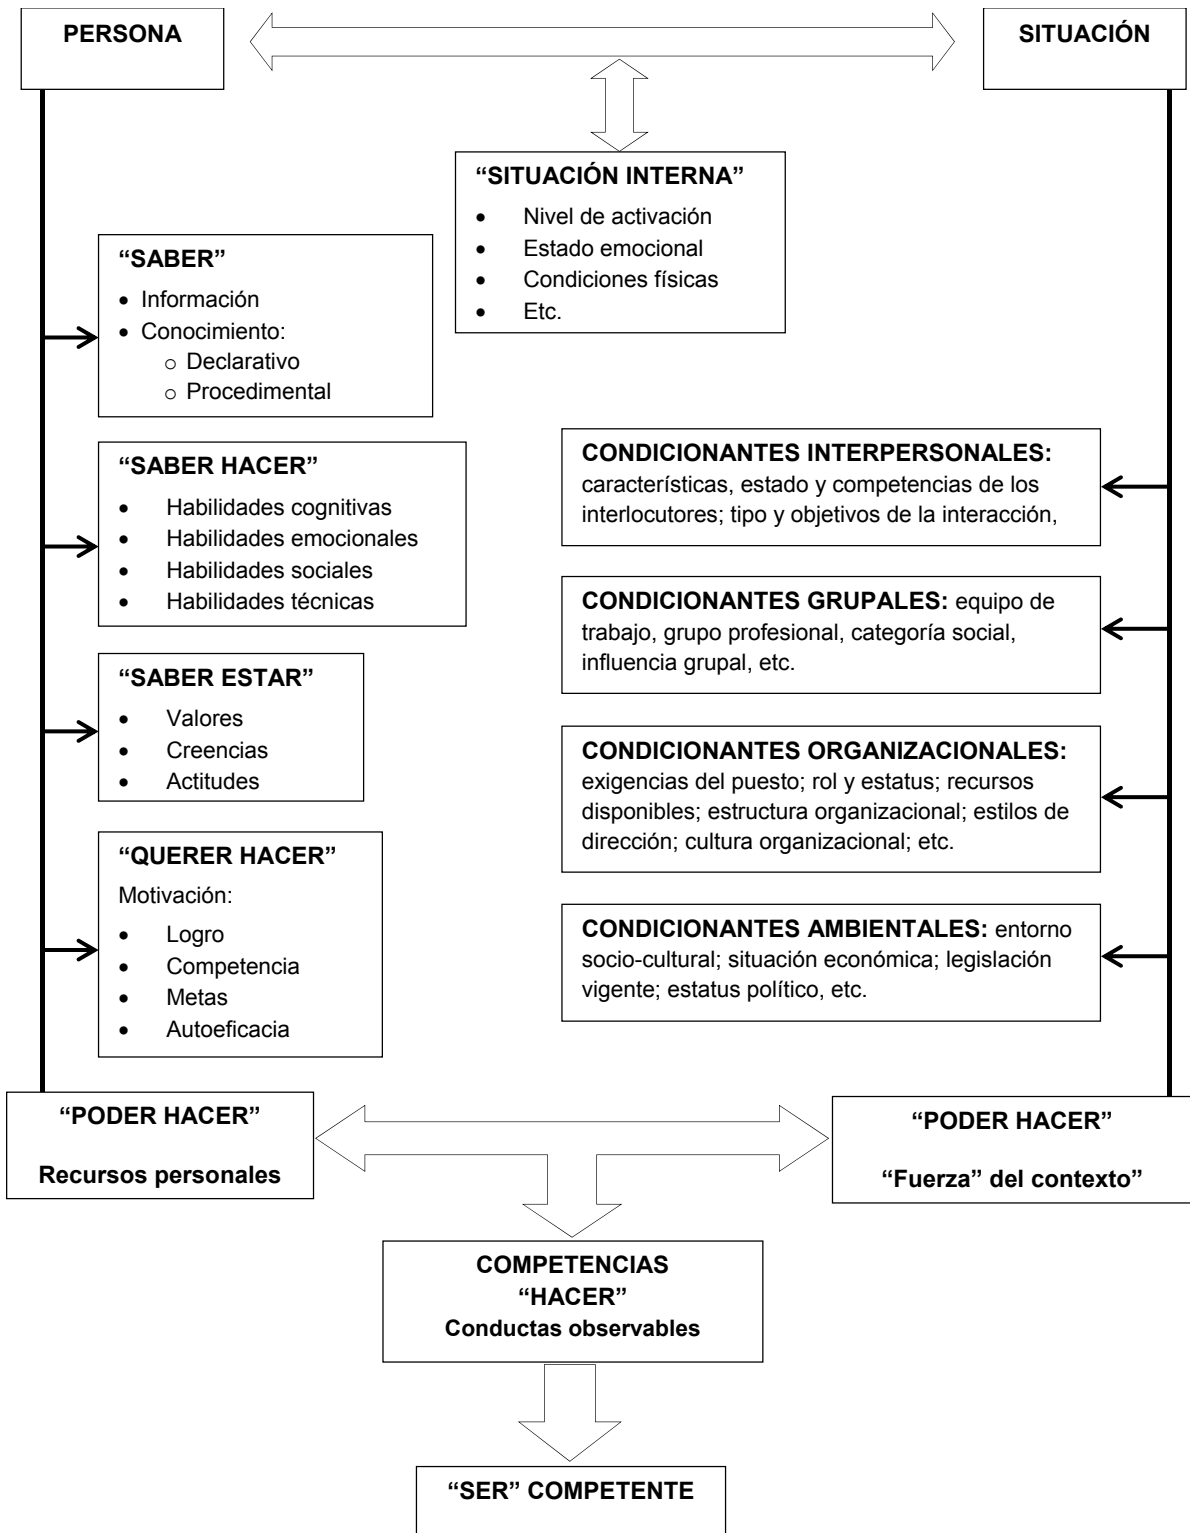 PERSONA
SITUACIÓN
“SITUACIÓN INTERNA”
• Nivel de activación
• Estado emocional
• Condiciones físicas
• Etc.
“SABER”
• Información
• Conocimiento:
o Declarativo
o Procedimental
“SABER HACER”
• Habilidades cognitivas
• Habilidades emocionales
• Habilidades sociales
• Habilidades técnicas
“SABER ESTAR”
• Valores
• Creencias
• Actitudes
“QUERER HACER”
Motivación:
• Logro
• Competencia
• Metas
• Autoeficacia
CONDICIONANTES INTERPERSONALES:
características, estado y competencias de los
interlocutores; tipo y objetivos de la interacción,
CONDICIONANTES GRUPALES: equipo de
trabajo, grupo profesional, categoría social,
influencia grupal, etc.
CONDICIONANTES ORGANIZACIONALES:
exigencias del puesto; rol y estatus; recursos
disponibles; estructura organizacional; estilos de
dirección; cultura organizacional; etc.
CONDICIONANTES AMBIENTALES: entorno
socio-cultural; situación económica; legislación
vigente; estatus político, etc.
“PODER HACER”
Recursos personales
“PODER HACER”
“Fuerza” del contexto”
COMPETENCIAS
“HACER”
Conductas observables
“SER” COMPETENTE